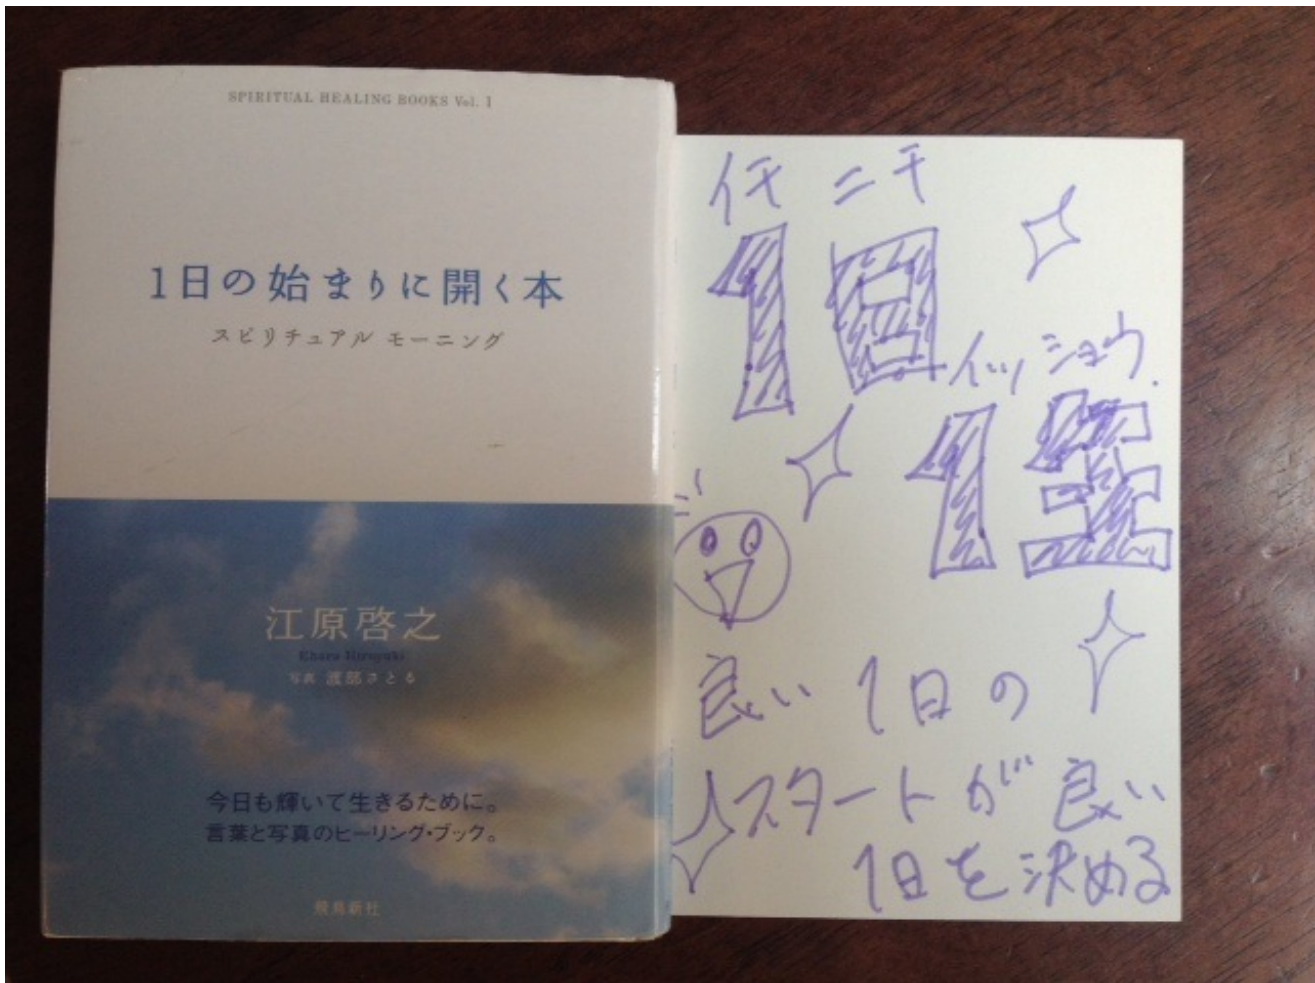 SPIRITUAL HEALING BOOKS Vol. 1
1日の始まりに開く本
スピリチュアル モーニング
江原啓之
Ehara Hiroyuki
写真 渡部さとる
今日も輝いて生きるために。
言葉と写真のヒーリング・ブック。
飛鳥新社
イチ ニチ
1日
イッショウ
1生
良い1日の
スタートが良い
1日を決める